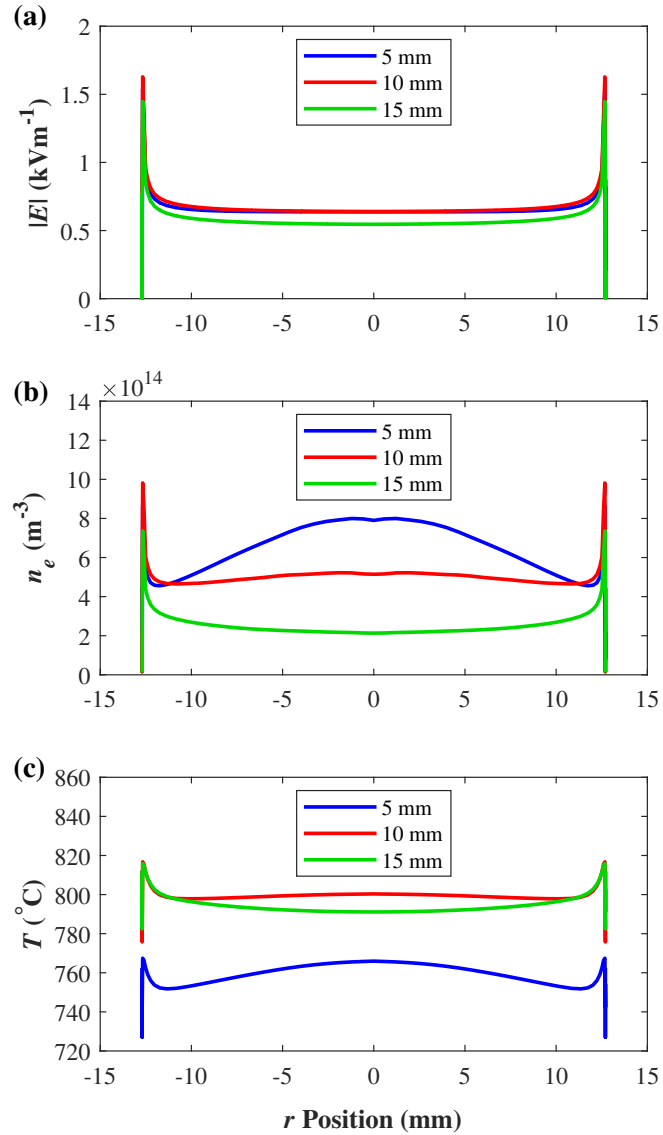 (a)
2
1.5
1
0.5
0
|E| (kVm⁻¹)
5 mm
10 mm
15 mm
-15 -10 -5 0 5 10 15
(b)
×10¹⁴
14
12
10
8
6
4
2
0
nₑ (m⁻³)
5 mm
10 mm
15 mm
-15 -10 -5 0 5 10 15
(c)
860
840
820
800
780
760
740
720
T (°C)
5 mm
10 mm
15 mm
-15 -10 -5 0 5 10 15
r Position (mm)